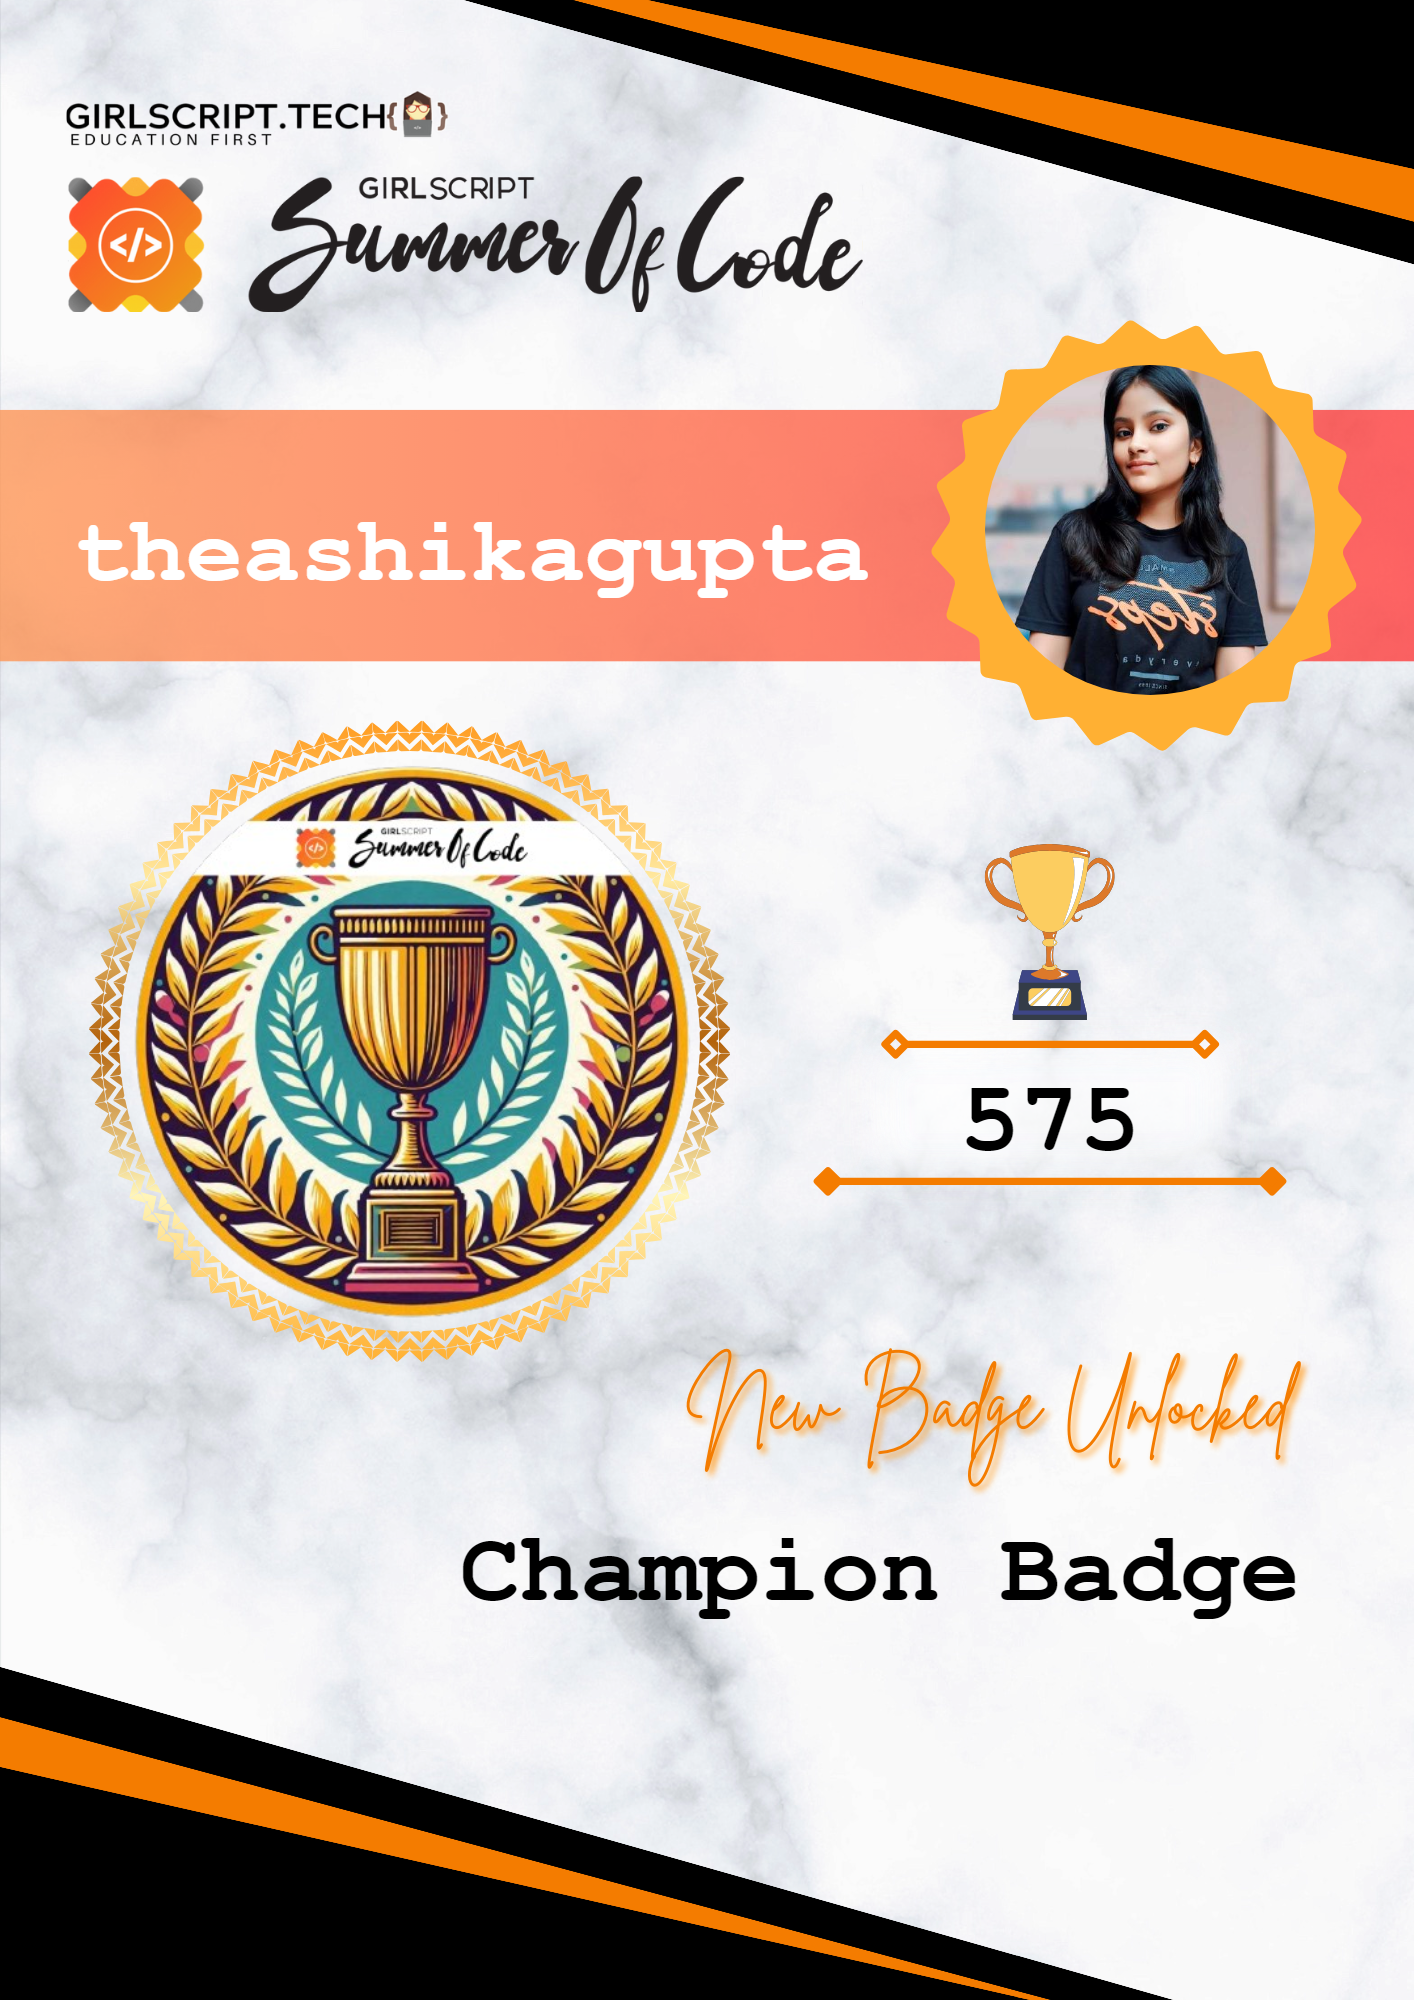 GIRLSCRIPT.TECH{ }
EDUCATION FIRST
GIRLSCRIPT
Summer Of Code
</>
theashikagupta
steps
GIRLSCRIPT
Summer Of Code
</>
575
New Badge Unlocked
Champion Badge